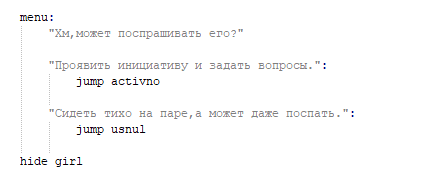 menu:
"Хм,может поспрашивать его?"
"Проявить инициативу и задать вопросы.":
jump activno
"Сидеть тихо на паре,а может даже поспать.":
jump usnul
hide girl